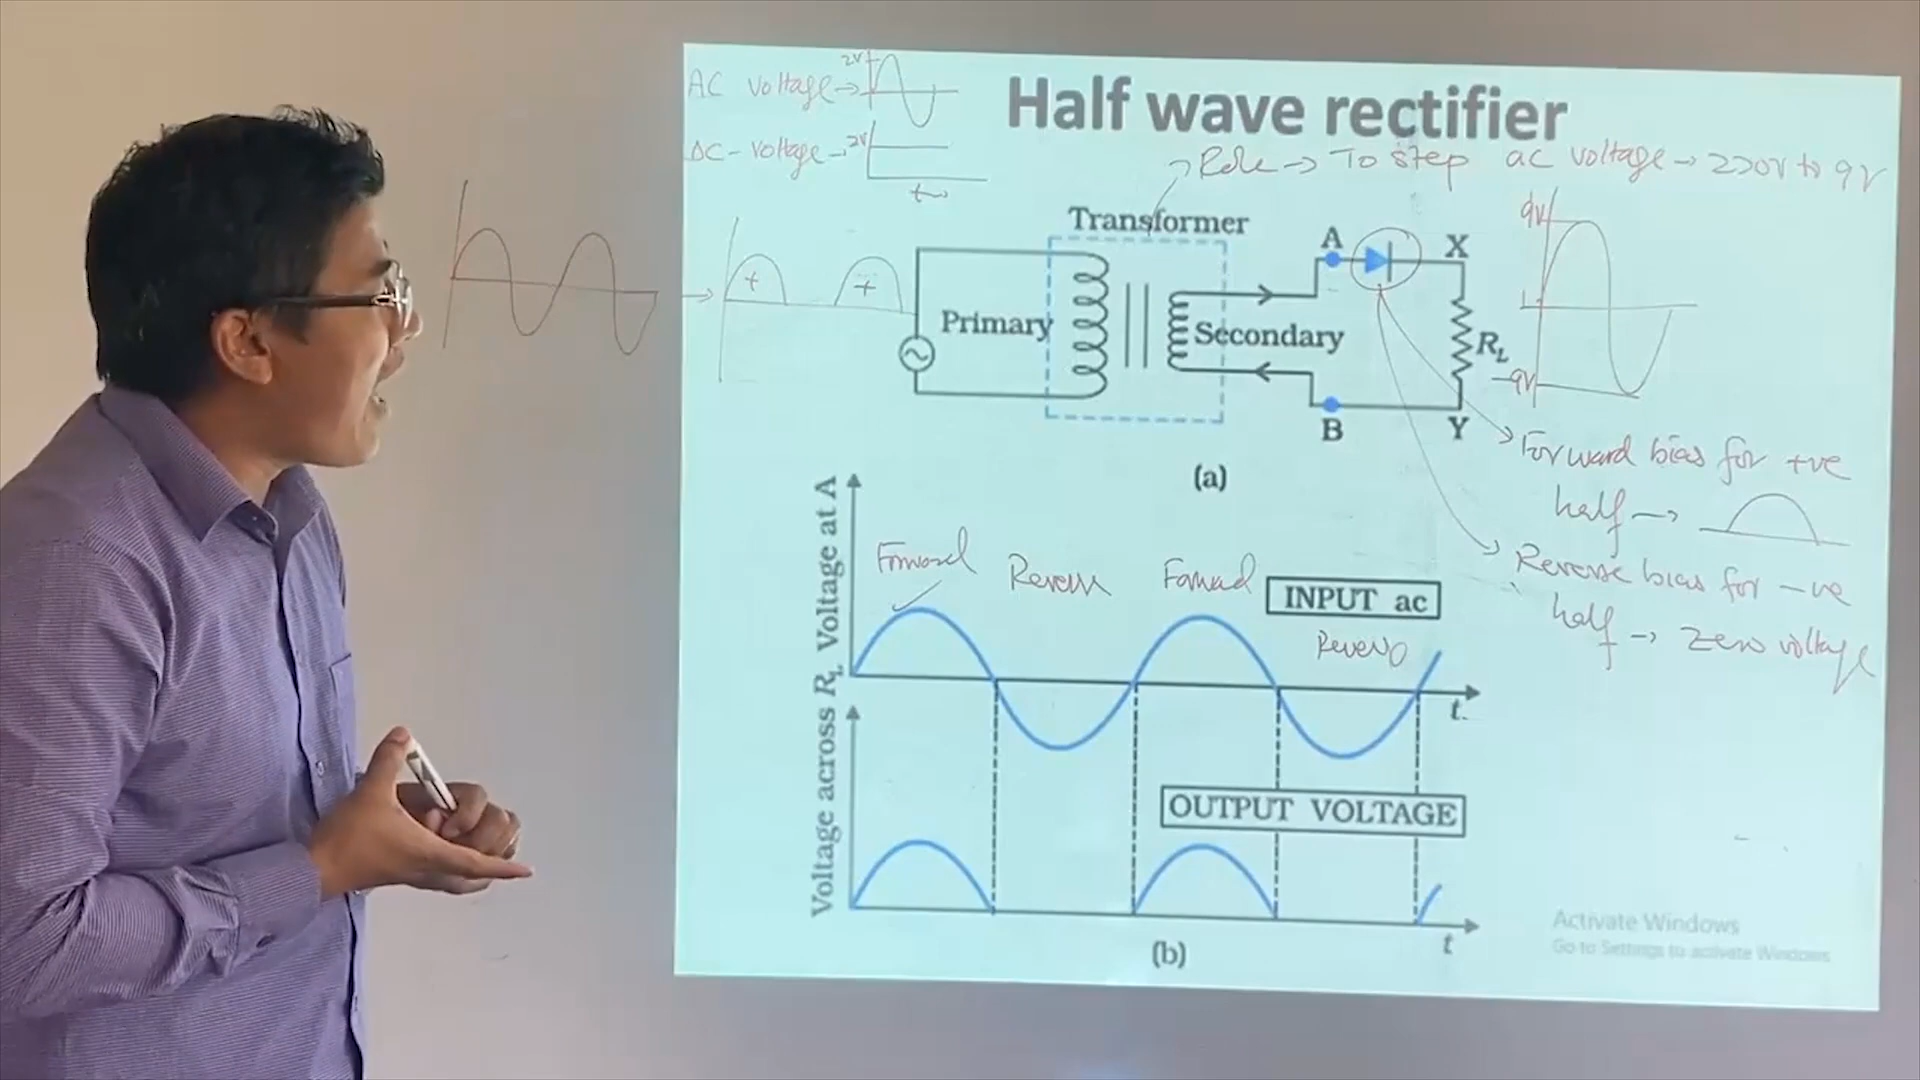 Half wave rectifier
AC voltage → 2V
DC - voltage → 2V
t→
→ Role → To step ac voltage → 220V to 9V
Transformer
Primary
Secondary
A
X
B
Y
R_L
9V
-9V
(a)
Forward bias for +ve
half →
Reverse bias for -ve
half → Zero voltage
+
+
Voltage at A
Forward
Reverse
Forward
Reverse
INPUT ac
t.
Voltage across R_L
OUTPUT VOLTAGE
t
(b)
Activate Windows
Go to Settings to activate Windows